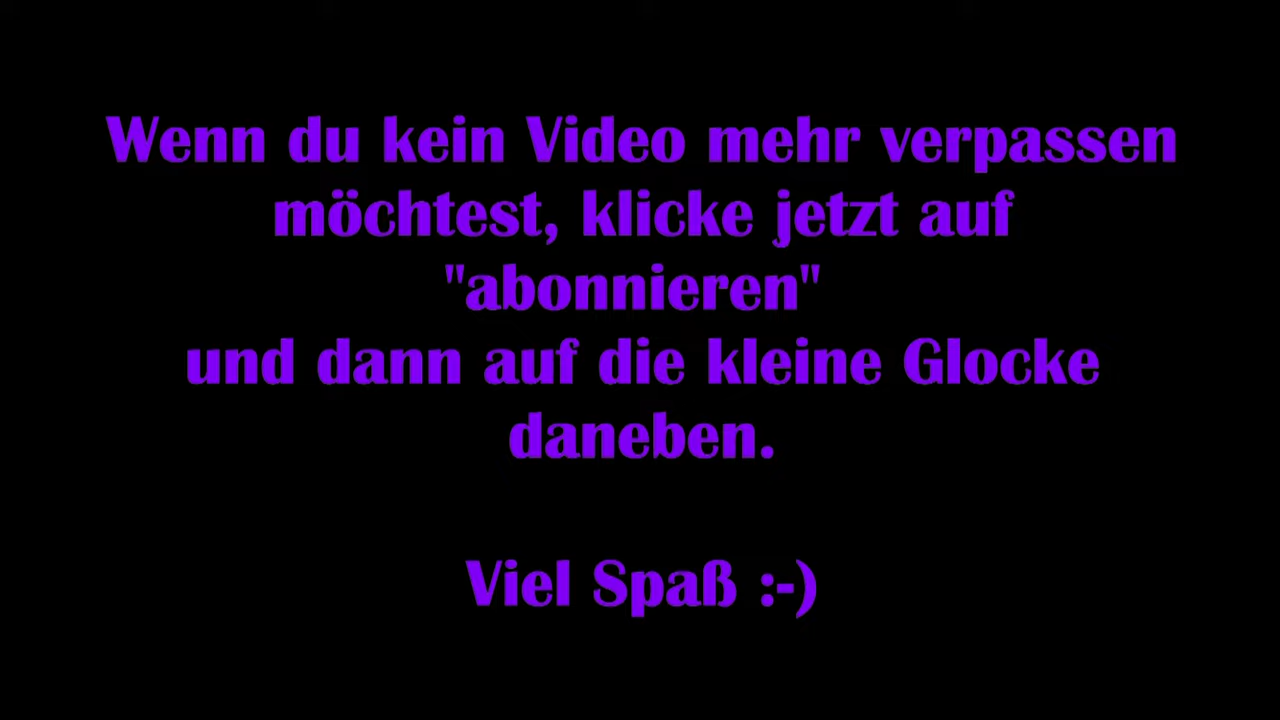 Wenn du kein Video mehr verpassen
möchtest, klicke jetzt auf
"abonnieren"
und dann auf die kleine Glocke
daneben.
Viel Spaß :-)